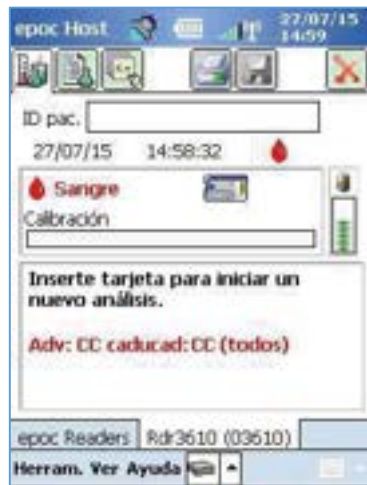 epoc Host 27/07/15
14:59
ID pac.
27/07/15 14:58:32
Sangre
Calibración
Inserte tarjeta para iniciar un
nuevo análisis.
Adv: CC caducad: CC (todos)
epoc Readers Rdr3610 (03610)
Herram. Ver Ayuda